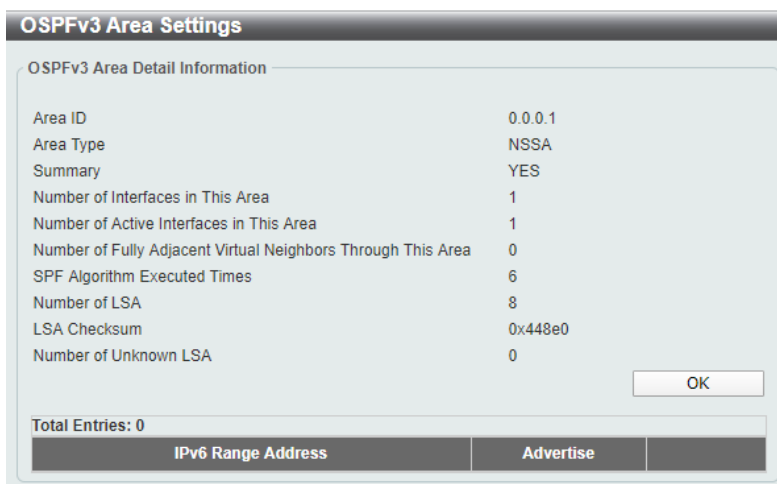 OSPFv3 Area Settings
OSPFv3 Area Detail Information
Area ID 0.0.0.1
Area Type NSSA
Summary YES
Number of Interfaces in This Area 1
Number of Active Interfaces in This Area 1
Number of Fully Adjacent Virtual Neighbors Through This Area 0
SPF Algorithm Executed Times 6
Number of LSA 8
LSA Checksum 0x448e0
Number of Unknown LSA 0
OK
Total Entries: 0
IPv6 Range Address Advertise